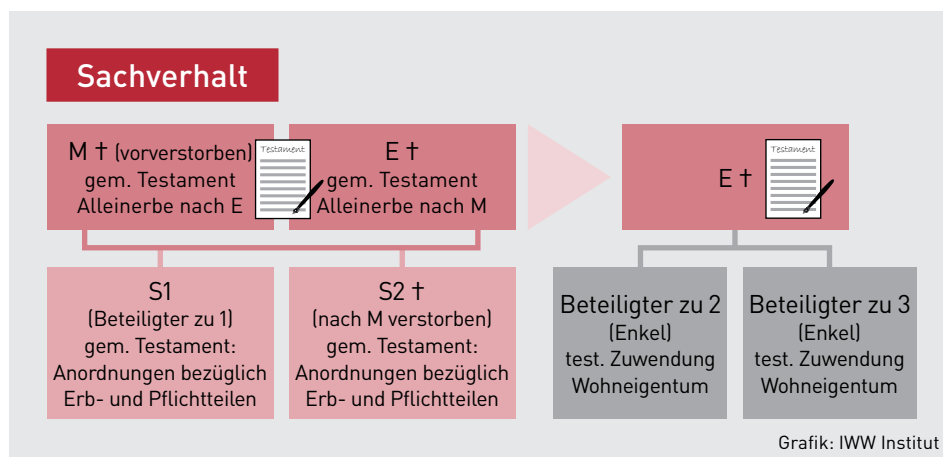 Sachverhalt
M † (vorverstorben)
gem. Testament
Alleinerbe nach E
Testament
E †
gem. Testament
Alleinerbe nach M
E †
Testament
S1
(Beteiligter zu 1)
gem. Testament:
Anordnungen bezüglich
Erb- und Pflichtteilen
S2 †
(nach M verstorben)
gem. Testament:
Anordnungen bezüglich
Erb- und Pflichtteilen
Beteiligter zu 2
(Enkel)
test. Zuwendung
Wohneigentum
Beteiligter zu 3
(Enkel)
test. Zuwendung
Wohneigentum
Grafik: IWW Institut